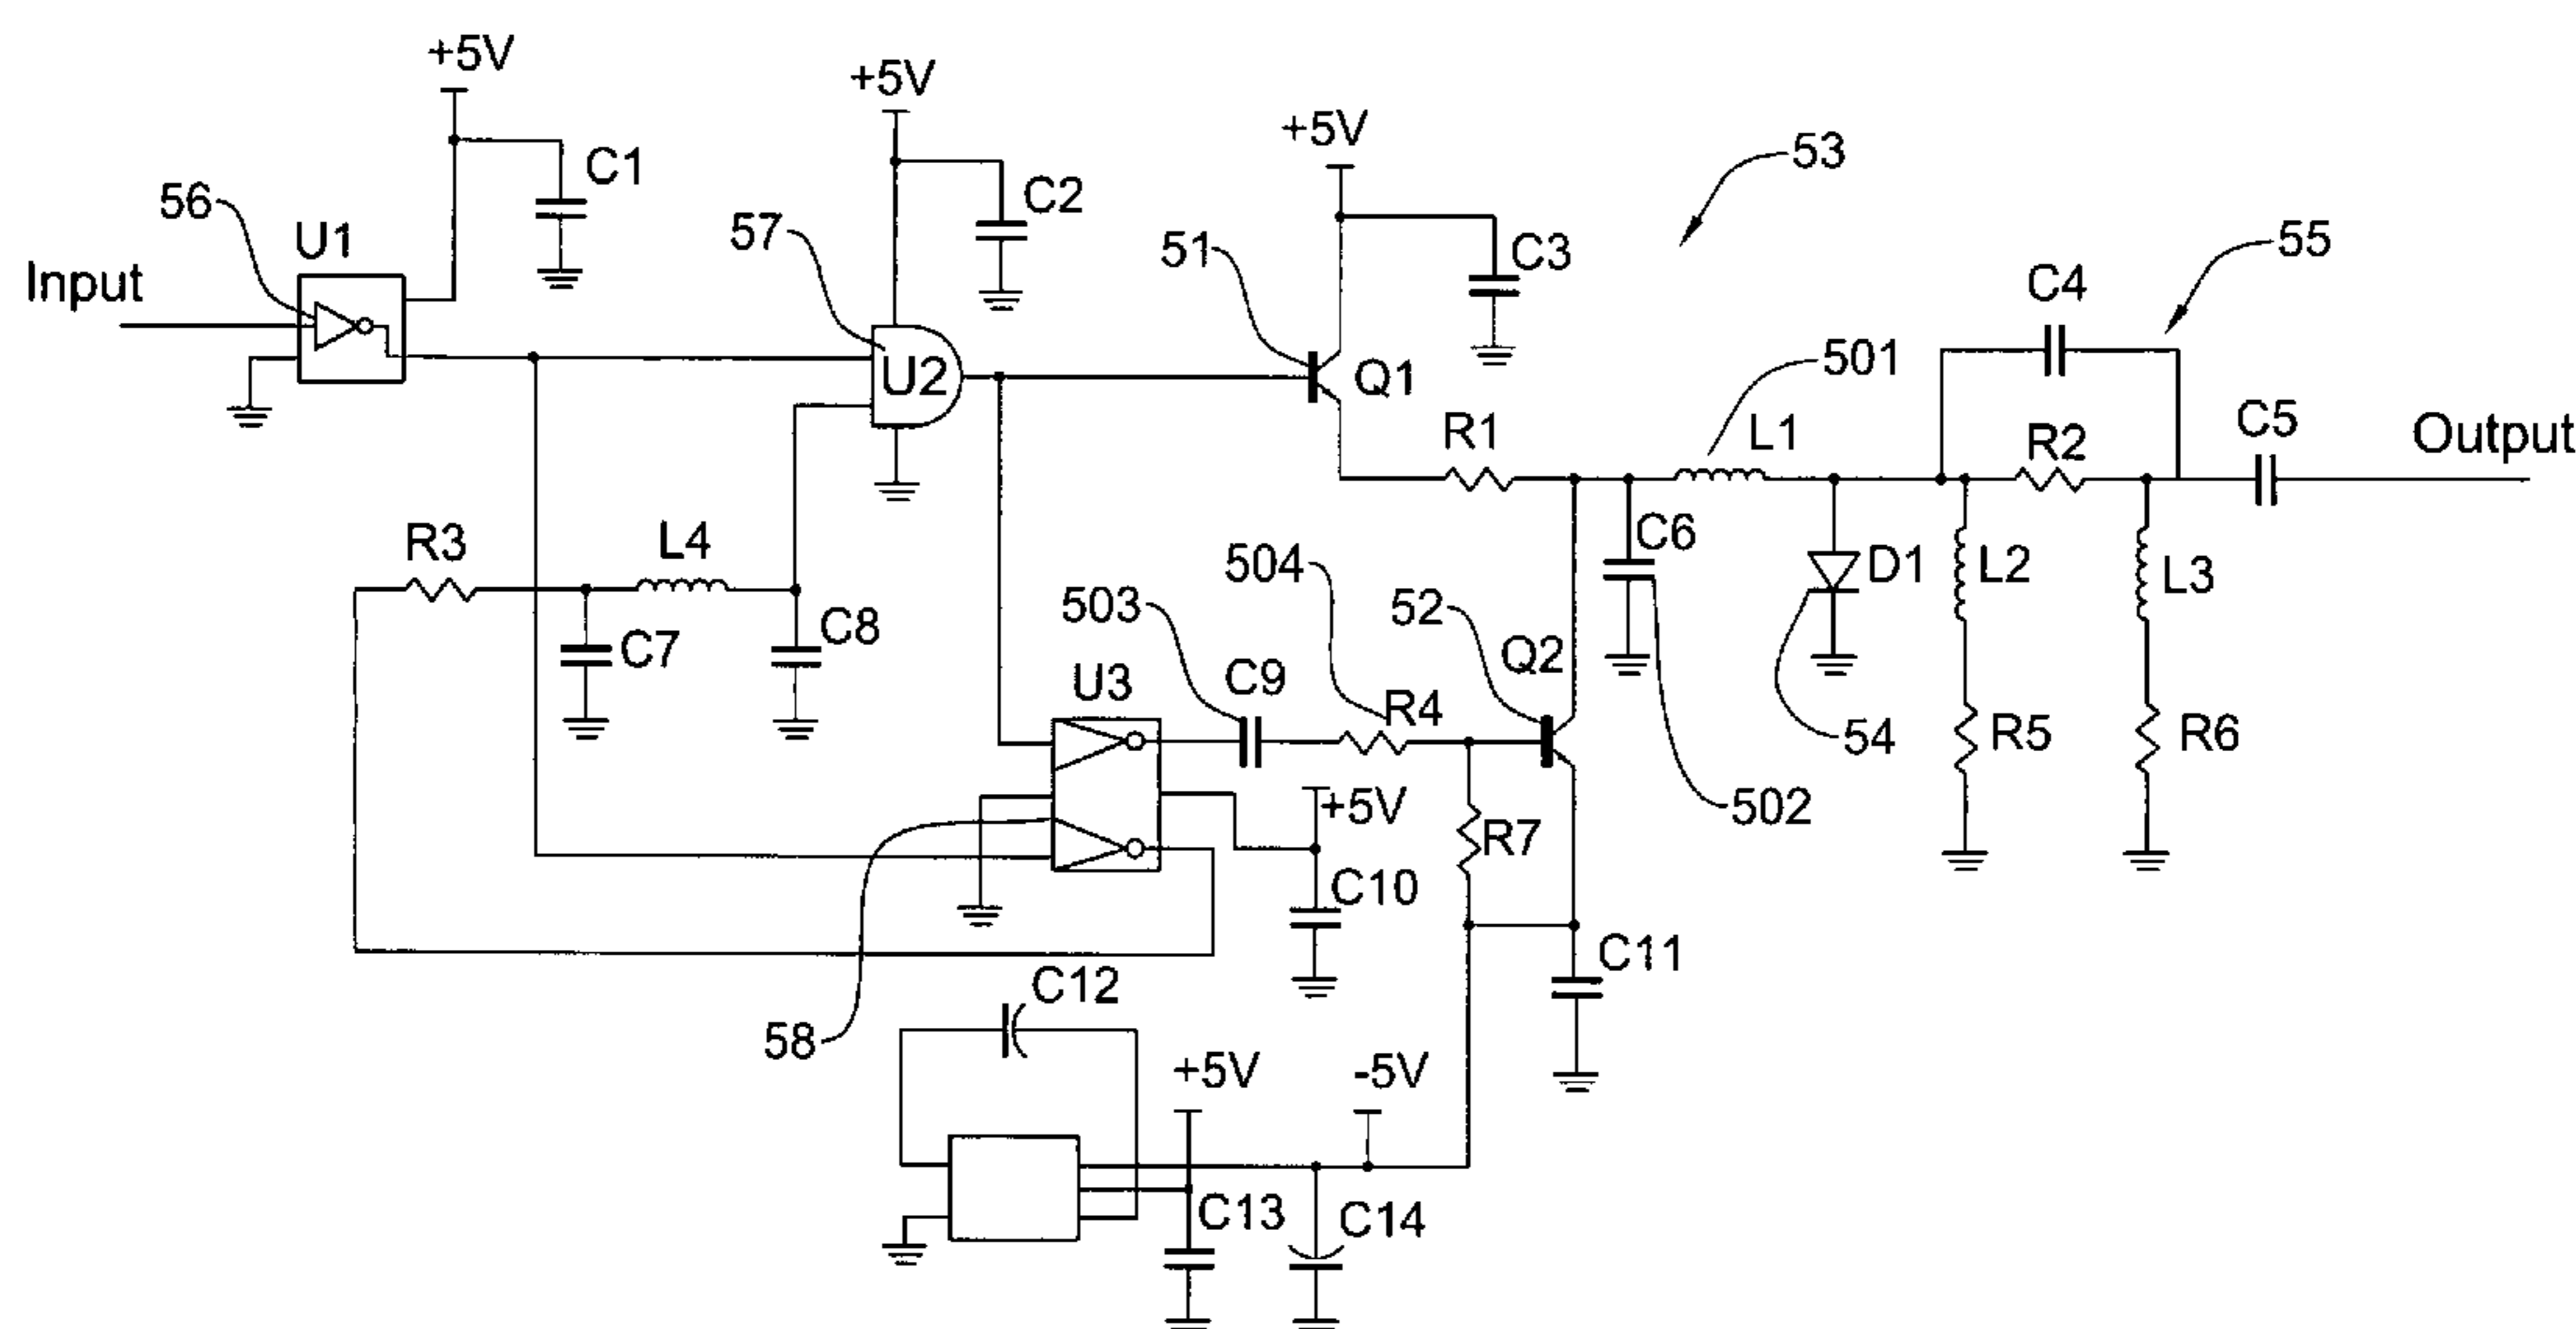 +5V
+5V
+5V
53
C1
C2
56
57
U1
51
C3
55
Input
C4
501
U2
Q1
R1
L1
R2
C5
Output
R3
L4
504
C6
D1
L2
L3
503
52
C7
C8
U3
C9
R4
Q2
54
R5
R6
+5V
502
R7
C10
C11
C12
58
+5V
-5V
C13
C14